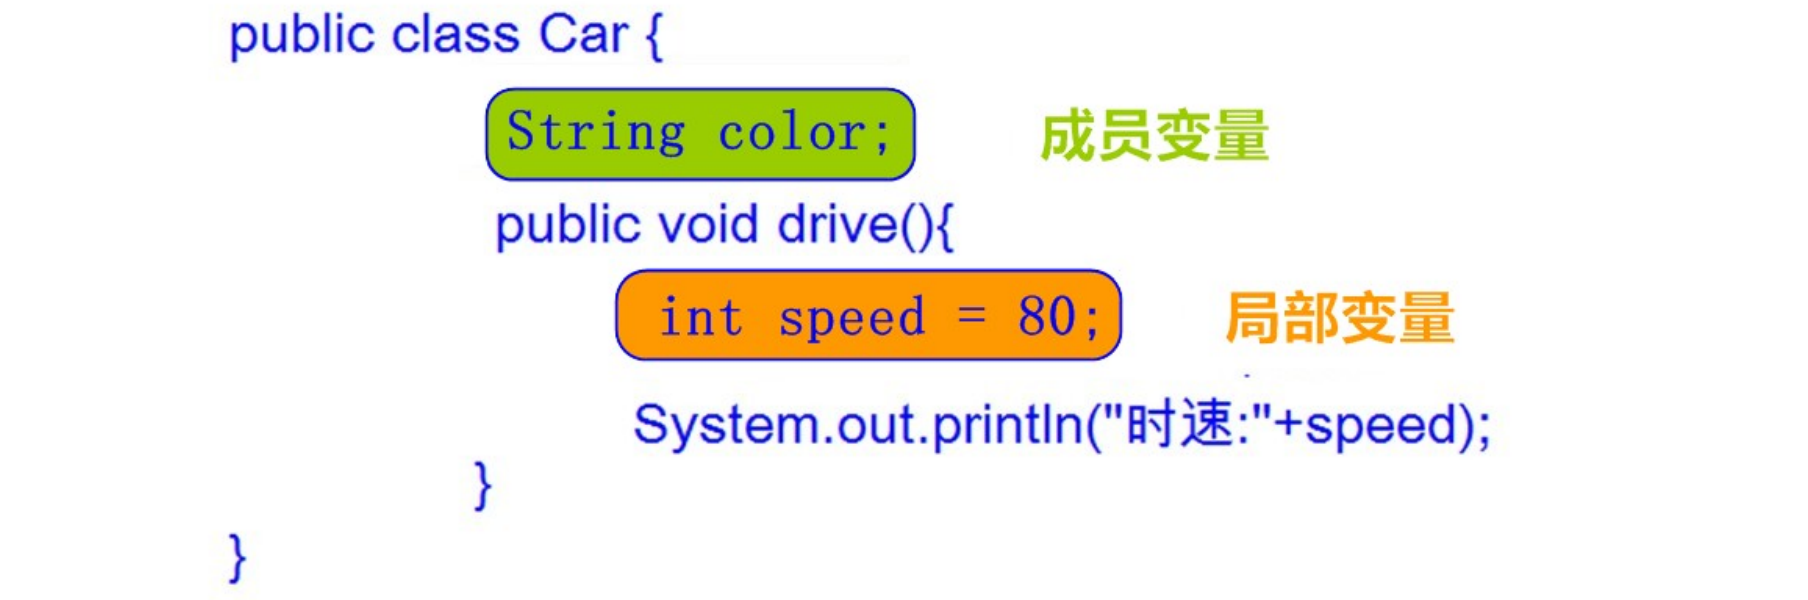 public class Car {
String color; 成员变量
public void drive(){
int speed = 80; 局部变量
System.out.println("时速:"+speed);
}
}